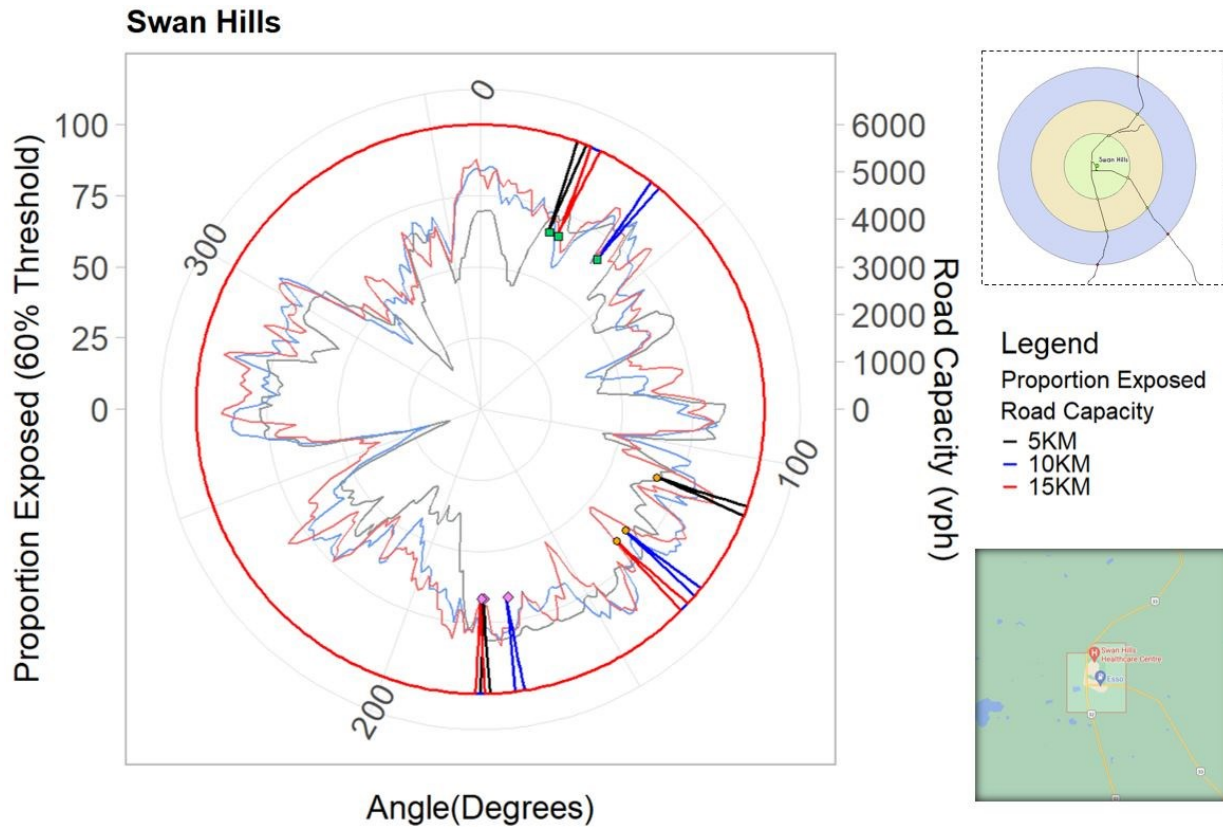 Swan Hills
Proportion Exposed (60% Threshold)
100
75
50
25
0
0
100
200
300
6000
5000
4000
3000
2000
1000
0
Road Capacity (vph)
Angle(Degrees)
Swan Hills
Legend
Proportion Exposed
Road Capacity
5KM
10KM
15KM
Swan Hills
Healthcare Centre
Esso